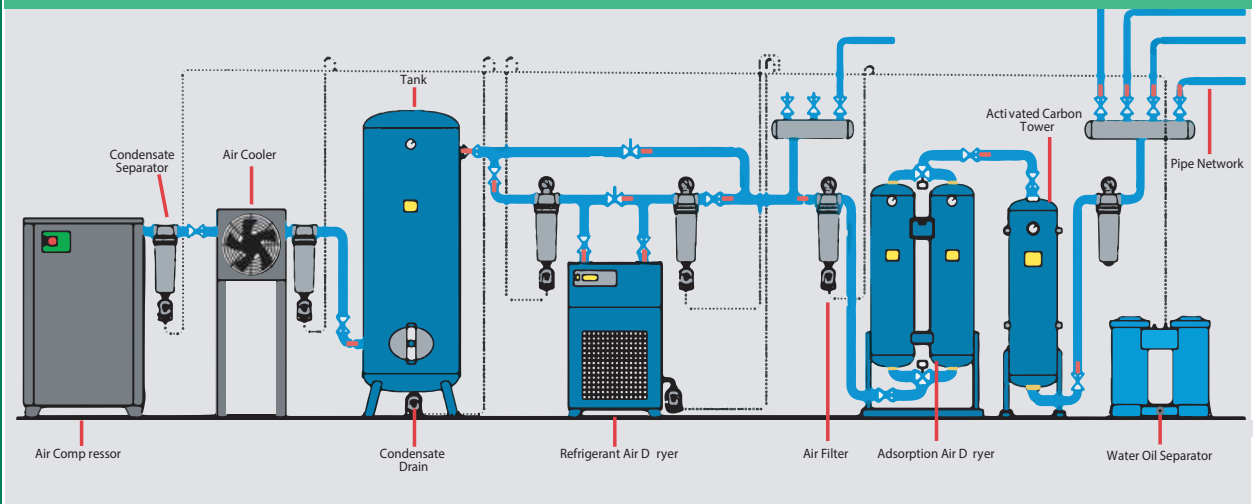 Tank
Activated Carbon
Tower
Condensate
Separator
Air Cooler
Pipe Network
Air Comp ressor
Condensate
Drain
Refrigerant Air D ryer
Air Filter
Adsorption Air D ryer
Water Oil Separator